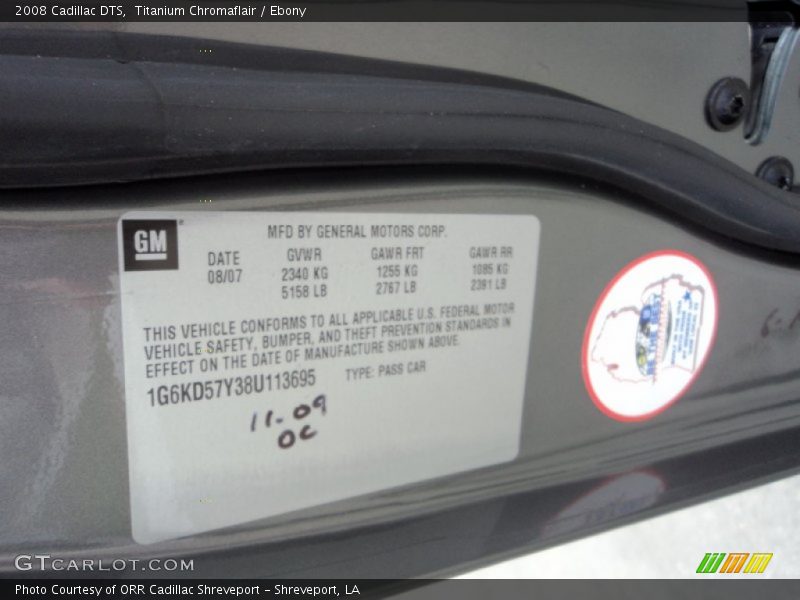 2008 Cadillac DTS, Titanium Chromaflair / Ebony
GM
MFD BY GENERAL MOTORS CORP.
DATE GVWR GAWR FRT GAWR RR
08/07 2340 KG 1255 KG 1085 KG
5158 LB 2767 LB 2391 LB
THIS VEHICLE CONFORMS TO ALL APPLICABLE U.S. FEDERAL MOTOR
VEHICLE SAFETY, BUMPER, AND THEFT PREVENTION STANDARDS IN
EFFECT ON THE DATE OF MANUFACTURE SHOWN ABOVE.
1G6KD57Y38U113695 TYPE: PASS CAR
11-09
OC
GTCARLOT.COM
Photo Courtesy of ORR Cadillac Shreveport - Shreveport, LA